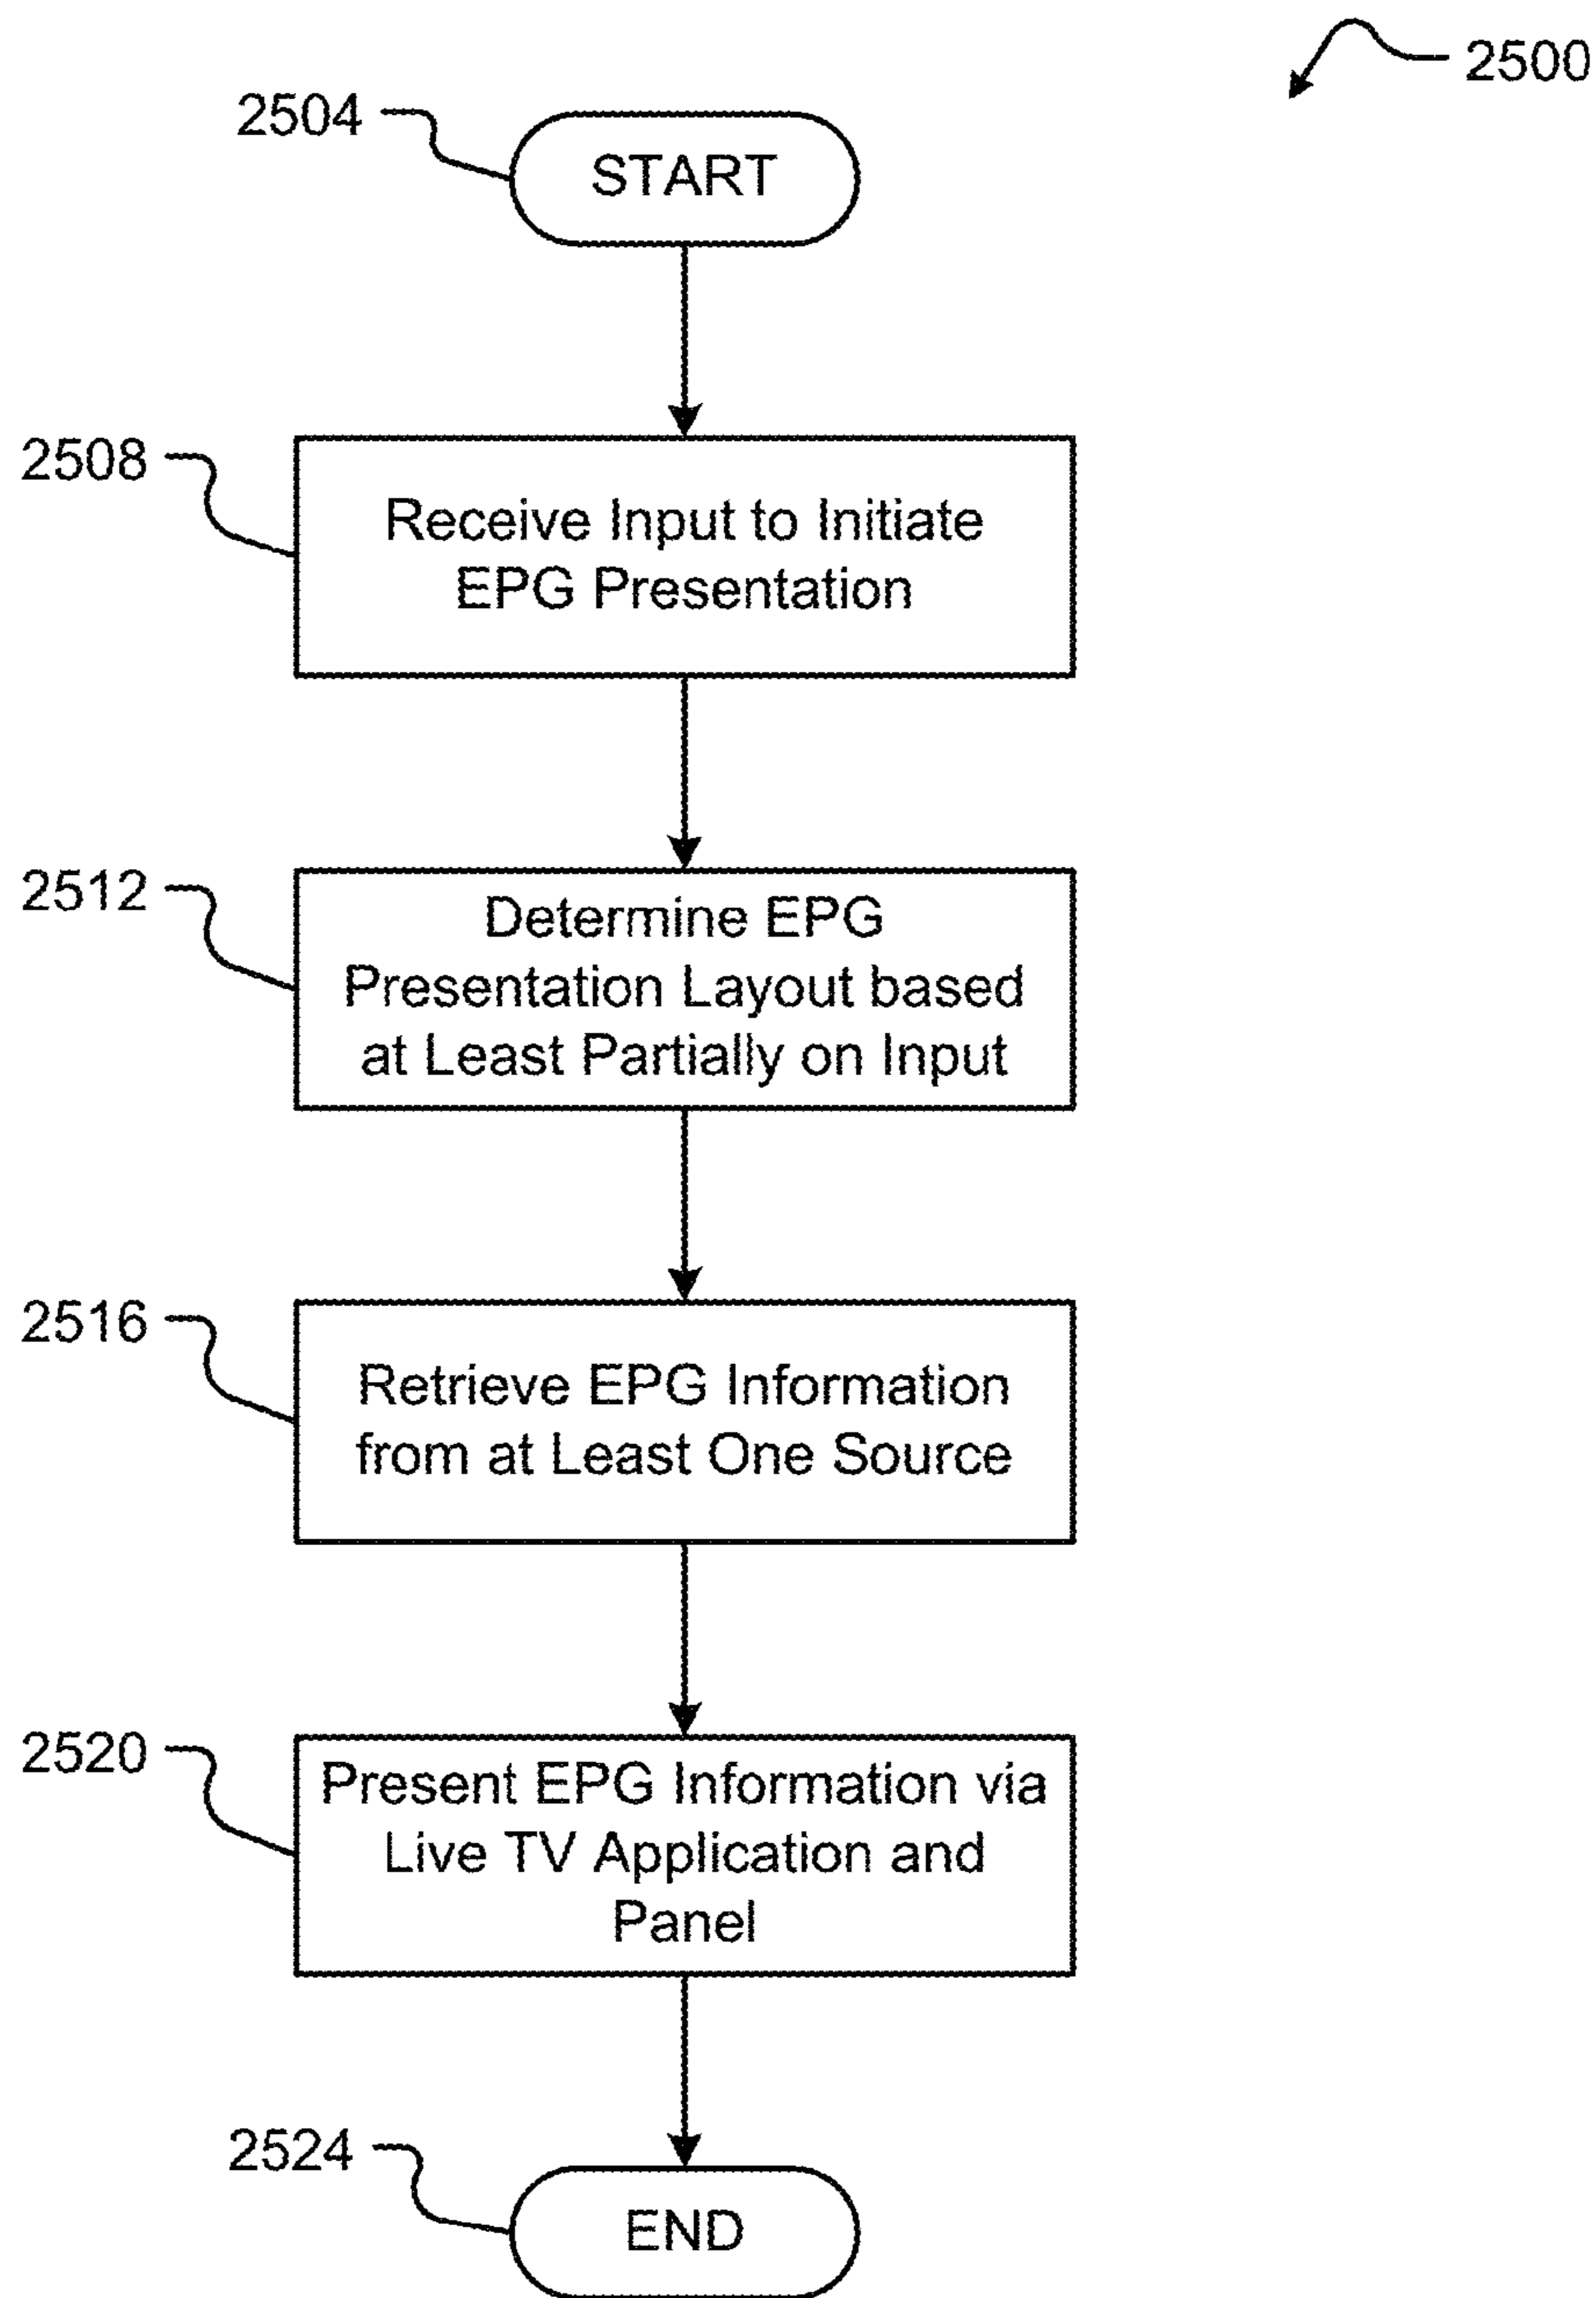 2500
2504
START
2508
Receive Input to Initiate
EPG Presentation
2512
Determine EPG
Presentation Layout based
at Least Partially on Input
2516
Retrieve EPG Information
from at Least One Source
2520
Present EPG Information via
Live TV Application and
Panel
2524
END